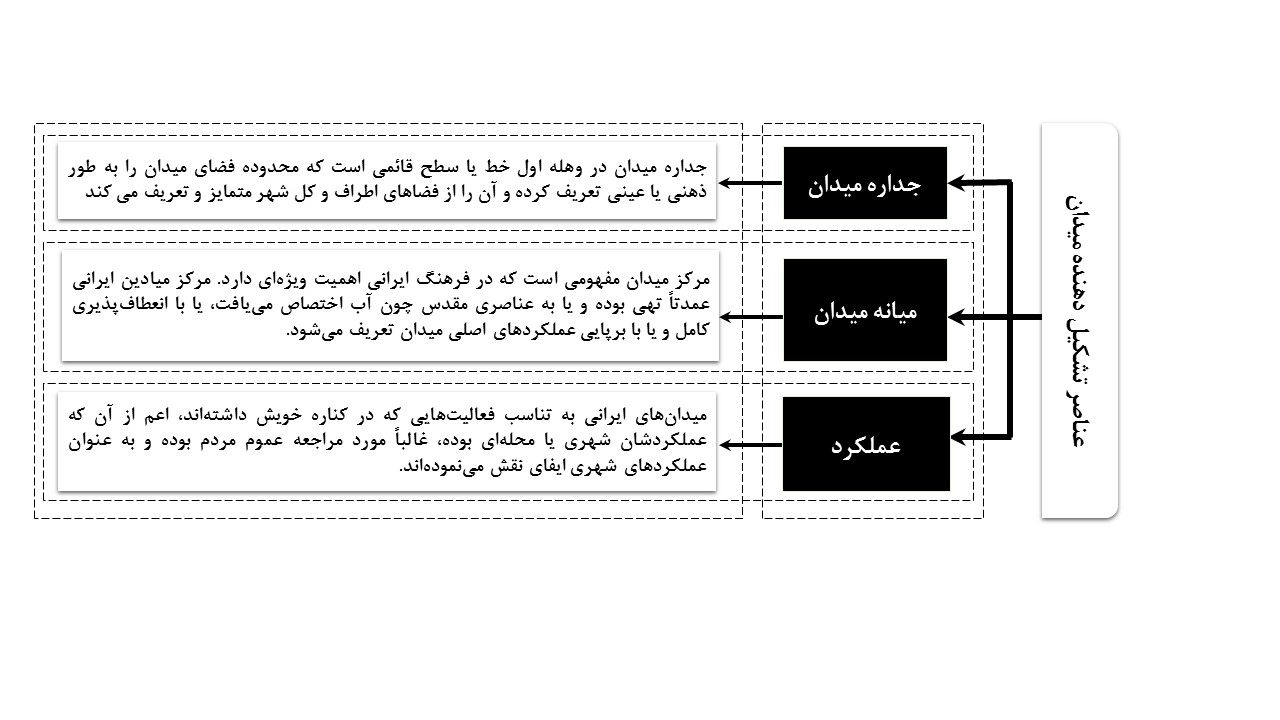 عناصر تشکیل دهنده میدان
جداره میدان
جداره میدان در وهله اول خط یا سطح قائمی است که محدوده فضای میدان را به طور
ذهنی یا عینی تعریف کرده و آن را از فضاهای اطراف و کل شهر متمایز و تعریف می کند
میانه میدان
مرکز میدان مفهومی است که در فرهنگ ایرانی اهمیت ویژه‌ای دارد. مرکز میادین ایرانی
عمدتاً تهی بوده و یا به عناصری مقدس چون آب اختصاص می‌یافت، یا با انعطاف‌پذیری
کامل و یا با برپایی عملکردهای اصلی میدان تعریف می‌شود.
عملکرد
میدان‌های ایرانی به تناسب فعالیت‌هایی که در کناره خویش داشته‌اند، اعم از آن که
عملکردشان شهری یا محله‌ای بوده، غالباً مورد مراجعه عموم مردم بوده و به عنوان
عملکردهای شهری ایفای نقش می‌نموده‌اند.